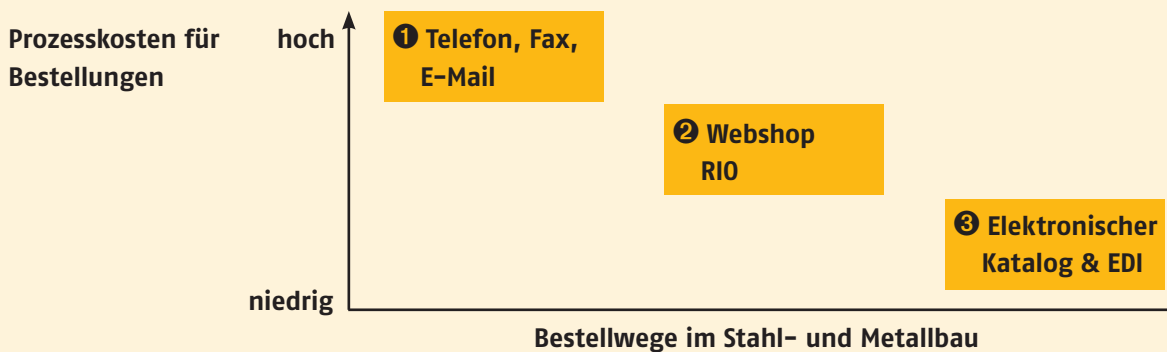 Prozesskosten für
Bestellungen
hoch
❶ Telefon, Fax,
E-Mail
❷ Webshop
RIO
❸ Elektronischer
Katalog & EDI
niedrig
Bestellwege im Stahl- und Metallbau